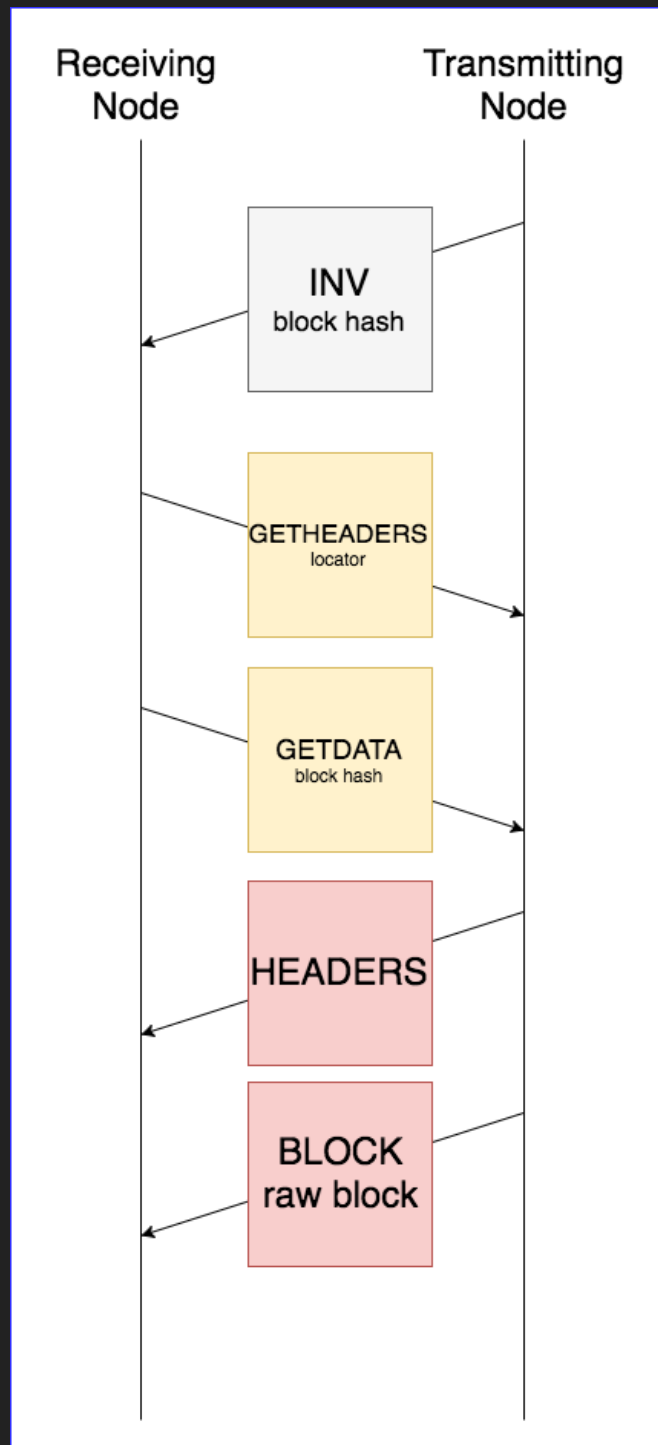 Receiving
Node
Transmitting
Node
INV
block hash
GETHEADERS
locator
GETDATA
block hash
HEADERS
BLOCK
raw block